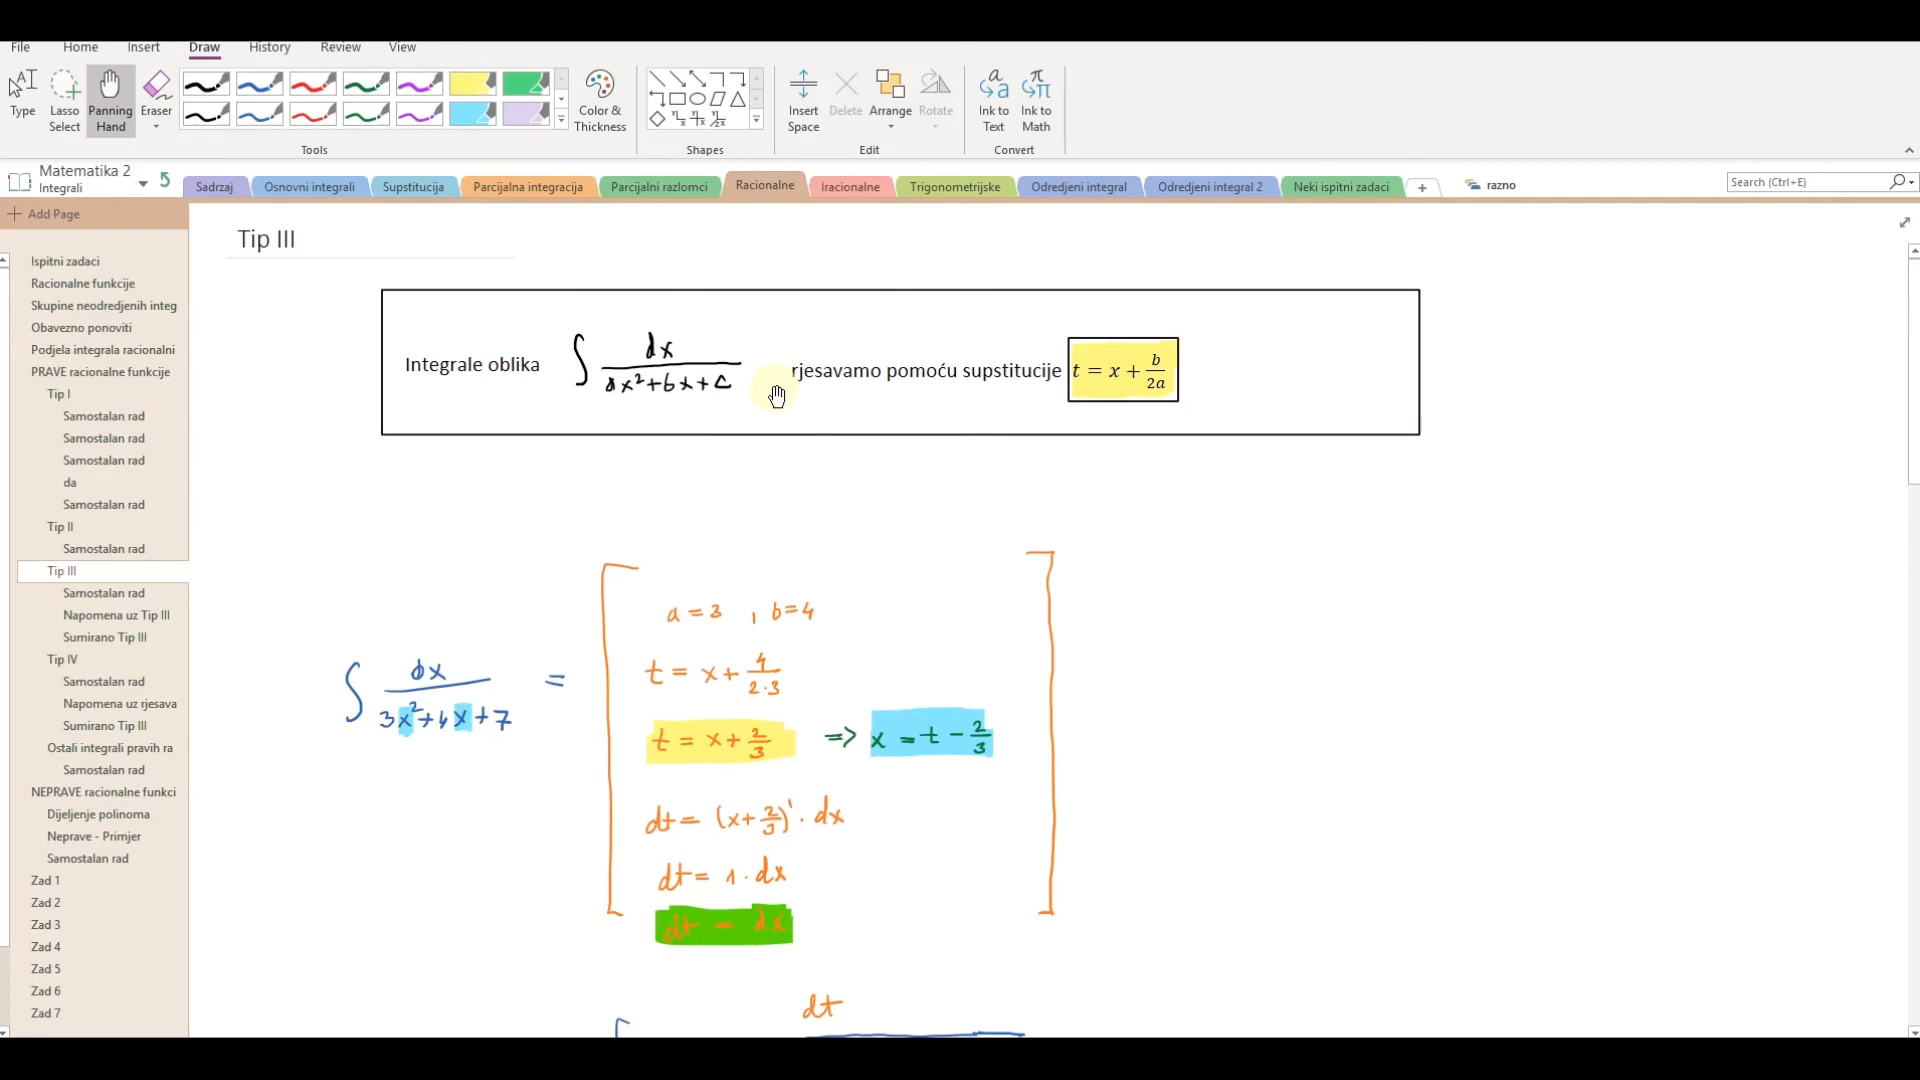 File Home Insert Draw History Review View
Type
Lasso Select
Panning Hand
Eraser
Color & Thickness
Insert Space
Delete
Arrange
Rotate
Ink to Text
Ink to Math
Tools
Shapes
Edit
Convert
Matematika 2
Integrali
Sadrzaj Osnovni integrali Supstitucija Parcijalna integracija Parcijalni razlomci Racionalne Iracionalne Trigonometrijske Odredjeni integral Odredjeni integral 2 Neki ispitni zadaci + razno
Search (Ctrl+E)
+ Add Page
Ispitni zadaci
Racionalne funkcije
Skupine neodredjenih integ
Obavezno ponoviti
Podjela integrala racionalni
PRAVE racionalne funkcije
Tip I
Samostalan rad
Samostalan rad
Samostalan rad
da
Samostalan rad
Tip II
Samostalan rad
Tip III
Samostalan rad
Napomena uz Tip III
Sumirano Tip III
Tip IV
Samostalan rad
Napomena uz rjesava
Sumirano Tip III
Ostali integrali pravih ra
Samostalan rad
NEPRAVE racionalne funkci
Dijeljenje polinoma
Neprave - Primjer
Samostalan rad
Zad 1
Zad 2
Zad 3
Zad 4
Zad 5
Zad 6
Zad 7
Tip III
Integrale oblika ∫ dx / (ax²+bx+c) rjesavamo pomoću supstitucije t = x + b/2a
a = 3 , b = 4
∫ dx / (3x²+4x+7) =
t = x + 4/(2·3)
t = x + 2/3 => x = t - 2/3
dt = (x + 2/3)' · dx
dt = 1 · dx
dt = dx
∫ dt